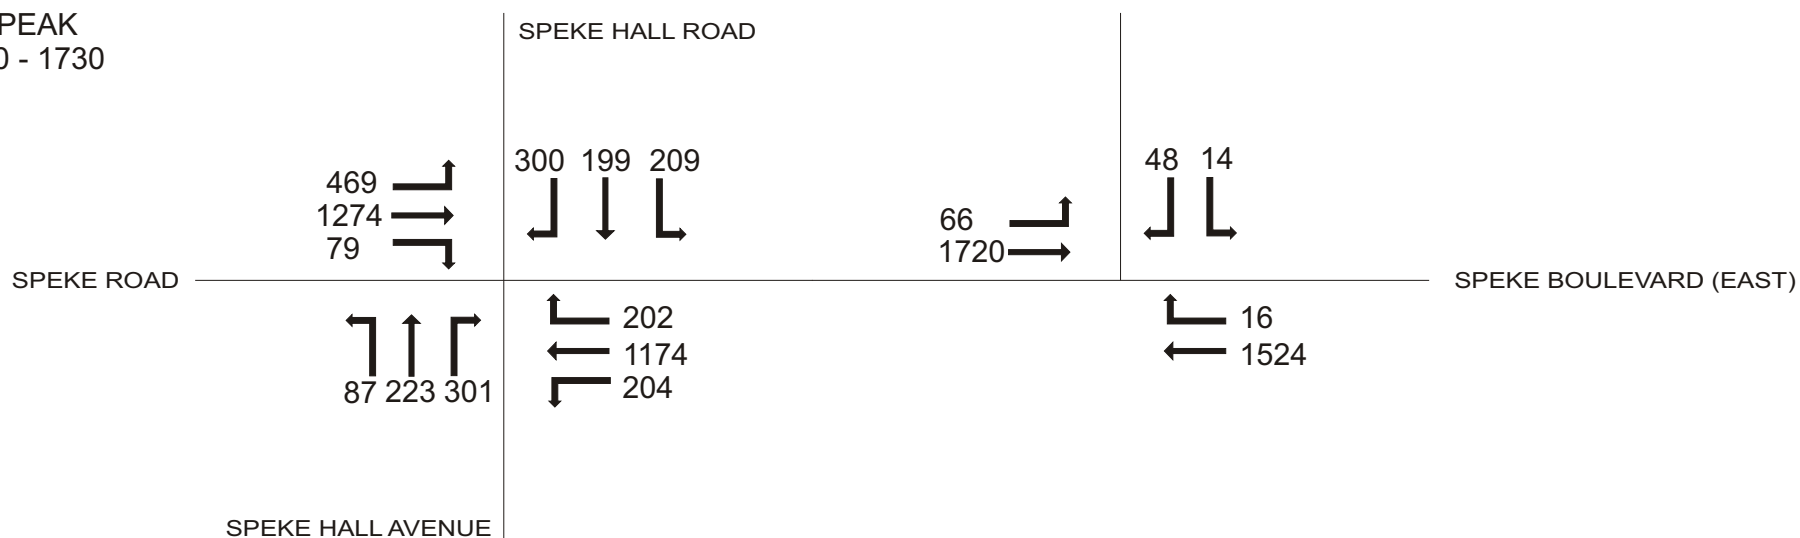 PEAK
0 - 1730
SPEKE HALL ROAD
300 199 209
48 14
469
1274
79
66
1720
SPEKE ROAD
SPEKE BOULEVARD (EAST)
202
1174
204
16
1524
87 223 301
SPEKE HALL AVENUE